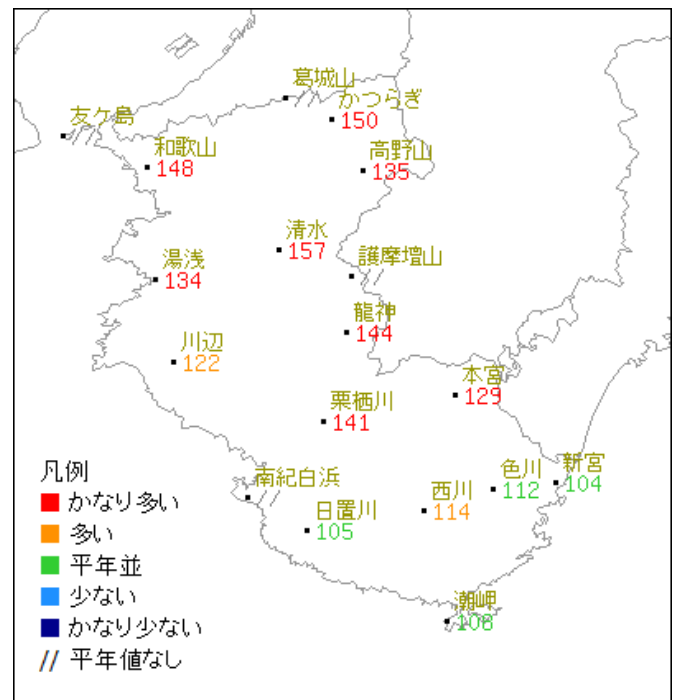 葛城山
かつらぎ
150
友ケ島
和歌山
148
高野山
135
清水
157
護摩壇山
湯浅
134
龍神
144
川辺
122
本宮
129
栗栖川
141
南紀白浜
日置川
105
西川
114
色川
112
新宮
104
潮岬
108
凡例
かなり多い
多い
平年並
少ない
かなり少ない
// 平年値なし